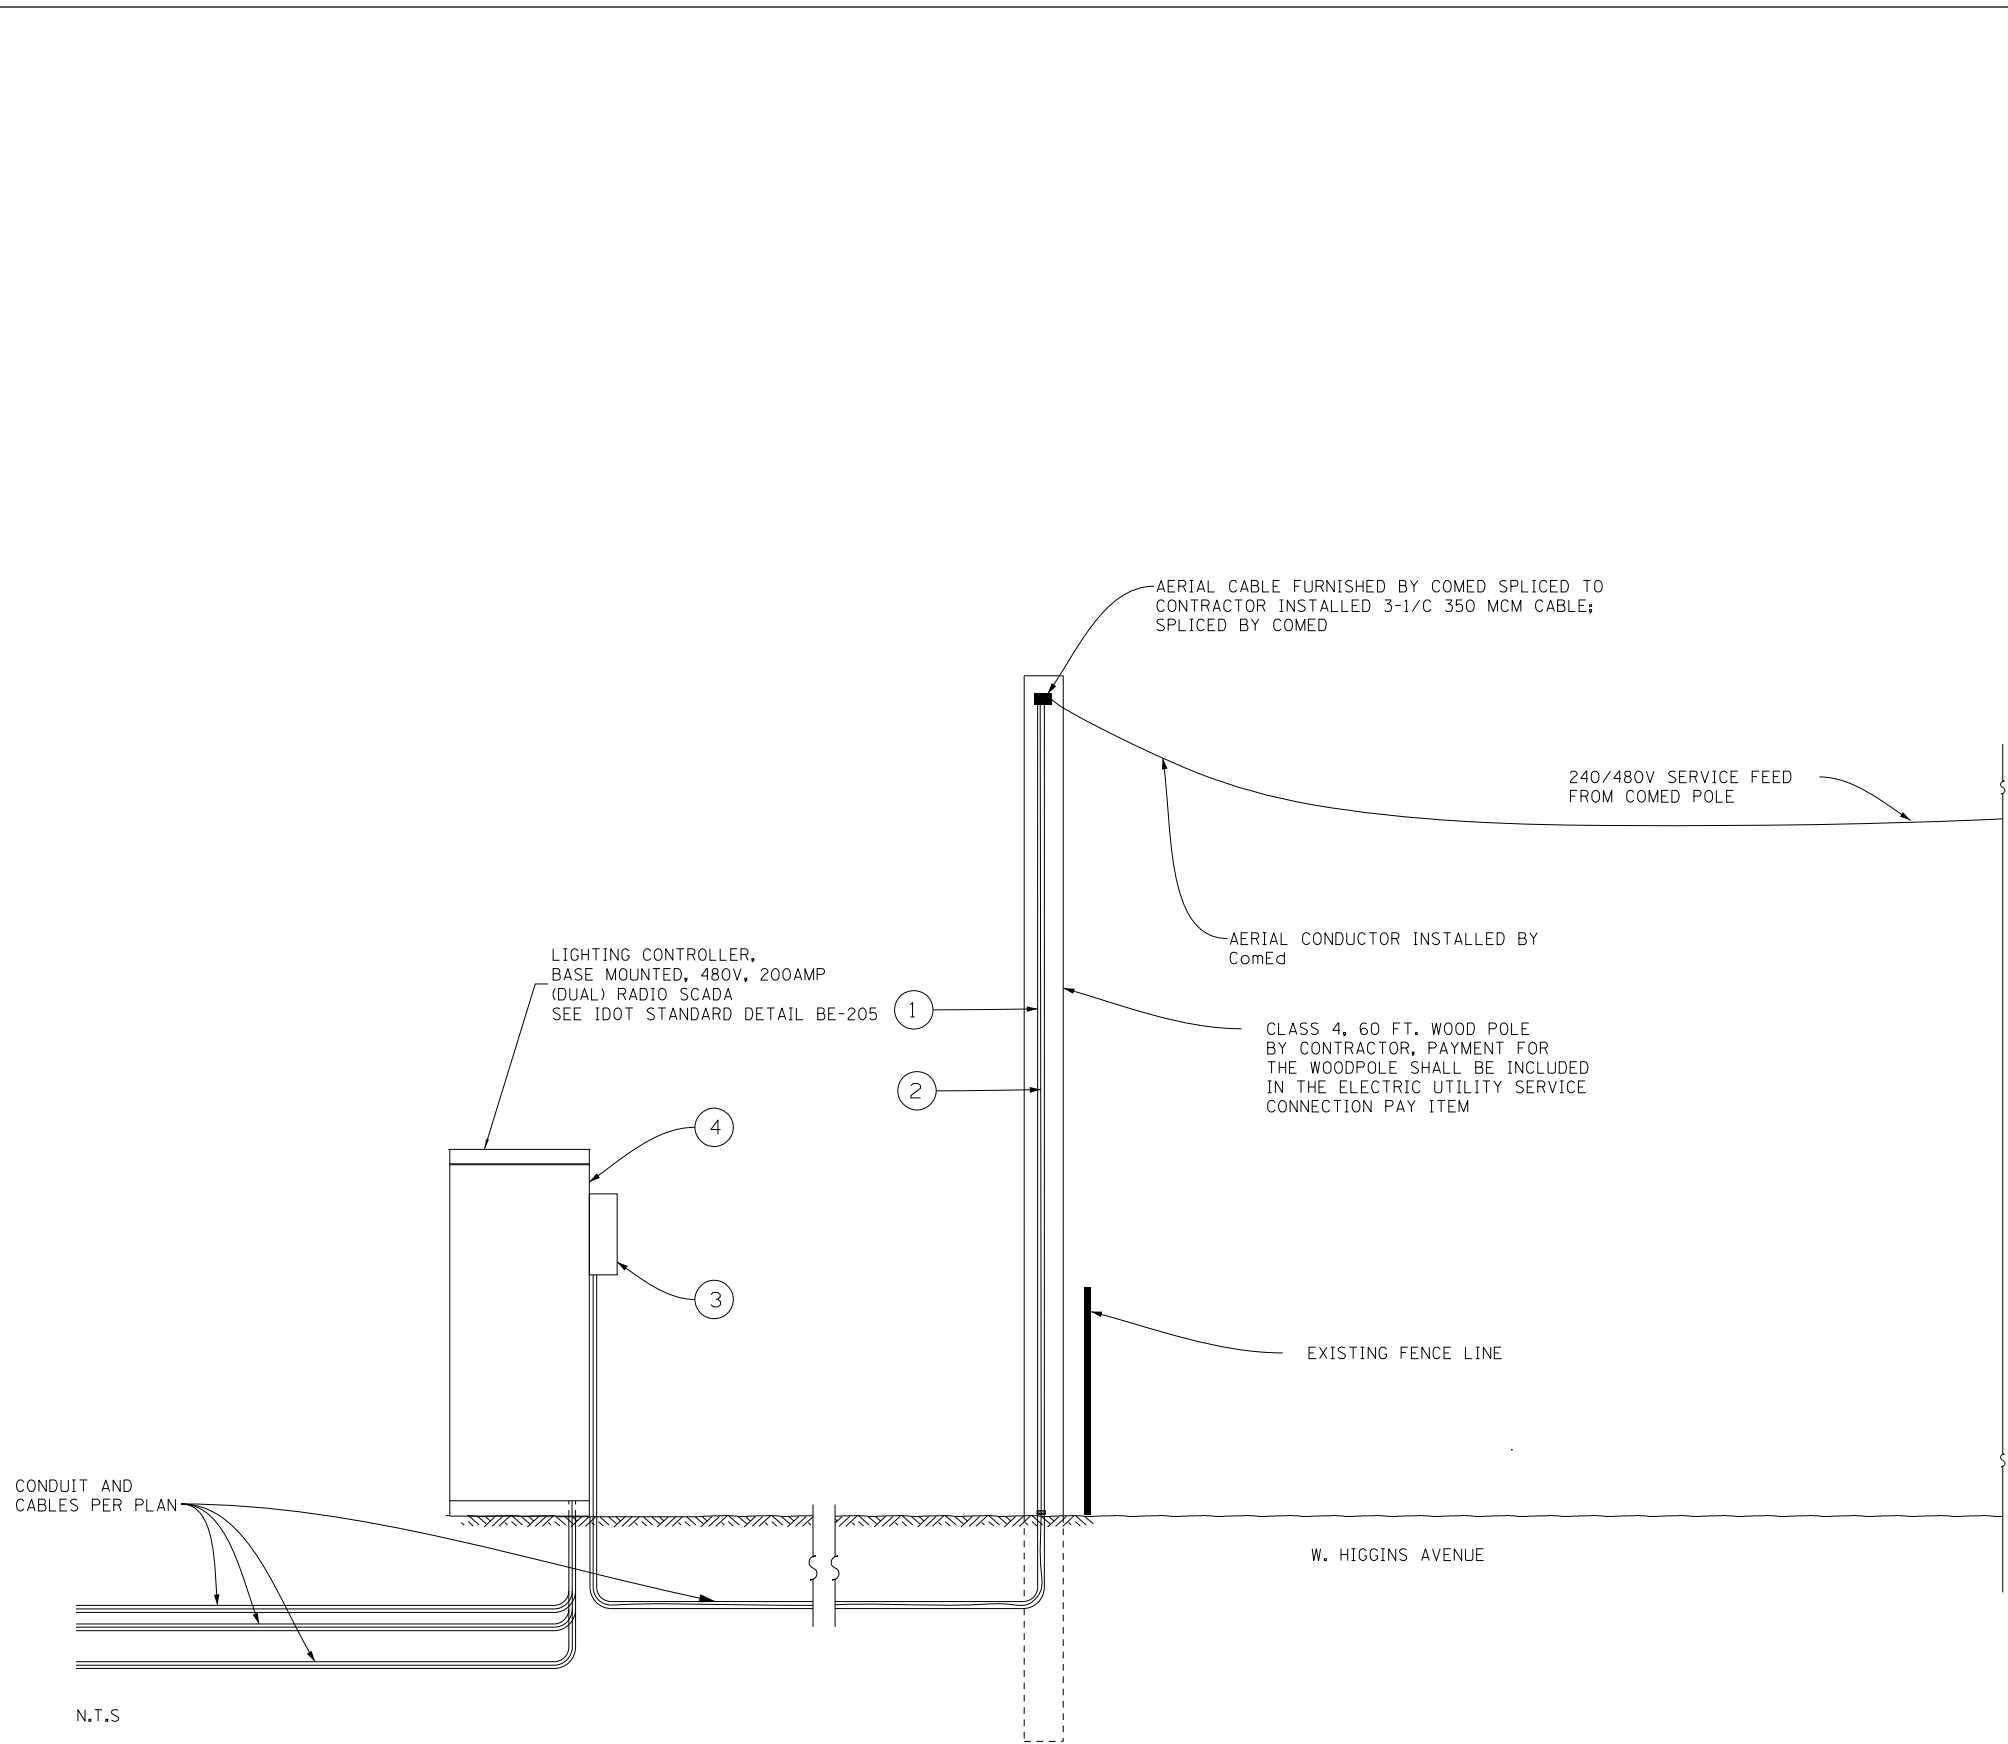 AERIAL CABLE FURNISHED BY COMED SPLICED TO
CONTRACTOR INSTALLED 3-1/C 350 MCM CABLE;
SPLICED BY COMED
240/480V SERVICE FEED
FROM COMED POLE
AERIAL CONDUCTOR INSTALLED BY
ComEd
LIGHTING CONTROLLER,
BASE MOUNTED, 480V, 200AMP
(DUAL) RADIO SCADA
SEE IDOT STANDARD DETAIL BE-205
1
CLASS 4, 60 FT. WOOD POLE
BY CONTRACTOR, PAYMENT FOR
THE WOODPOLE SHALL BE INCLUDED
IN THE ELECTRIC UTILITY SERVICE
CONNECTION PAY ITEM
2
4
3
EXISTING FENCE LINE
CONDUIT AND
CABLES PER PLAN
W. HIGGINS AVENUE
N.T.S